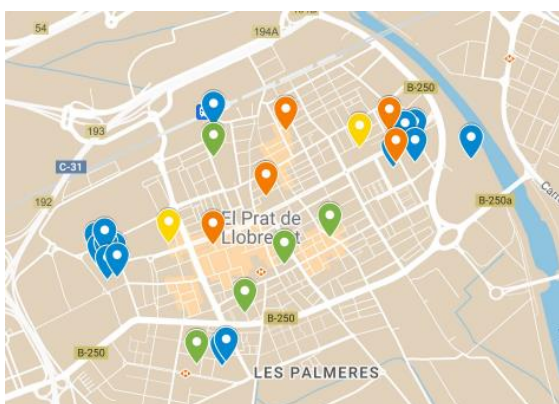 54
194A
B-250
193
C-31
192
B-250a
El Prat de
Llobregat
B-250
B-250
LES PALMERES